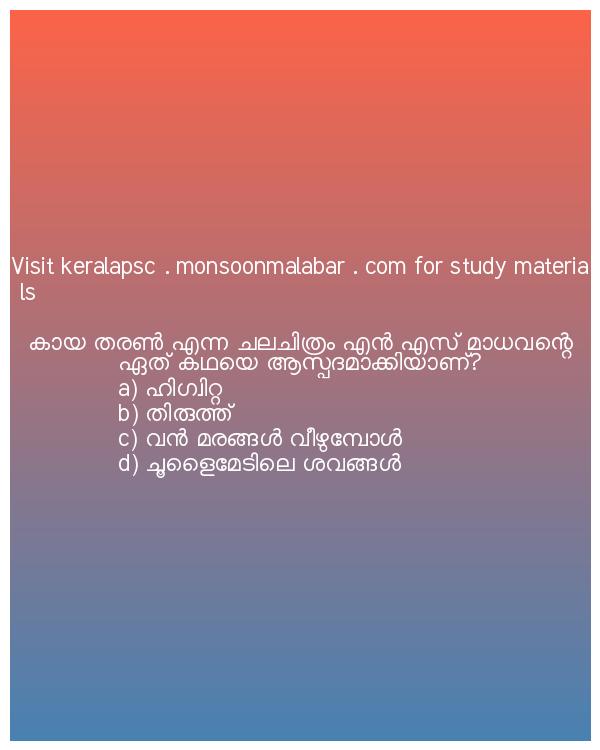 Visit keralapsc . monsoonmalabar . com for study materia
ls
കായ തരൺ എന്ന ചലചിത്രം എൻ എസ് മാധവന്റെ
ഏത് കഥയെ ആസ്പദമാക്കിയാണ്?
a) ഹിഗ്വിറ്റ
b) തിരുത്ത്
c) വൻ മരങ്ങൾ വീഴുമ്പോൾ
d) ചൂളൈമേടിലെ ശവങ്ങൾ